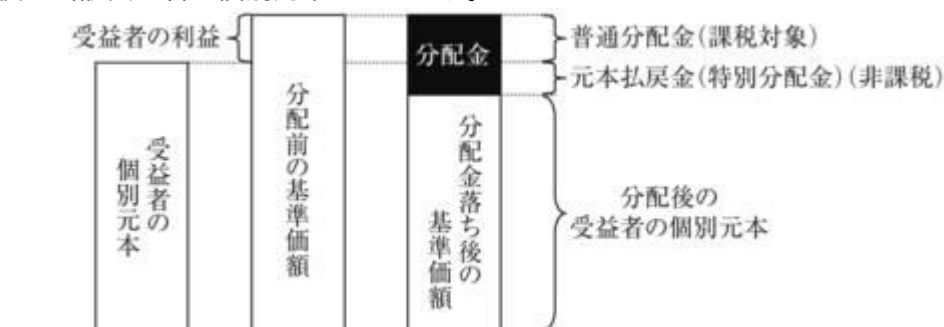 受益者の利益
受益者の
個別元本
分配前の基準価額
分配金
分配金落ち後の
基準価額
普通分配金(課税対象)
元本払戻金(特別分配金)(非課税)
分配後の
受益者の個別元本